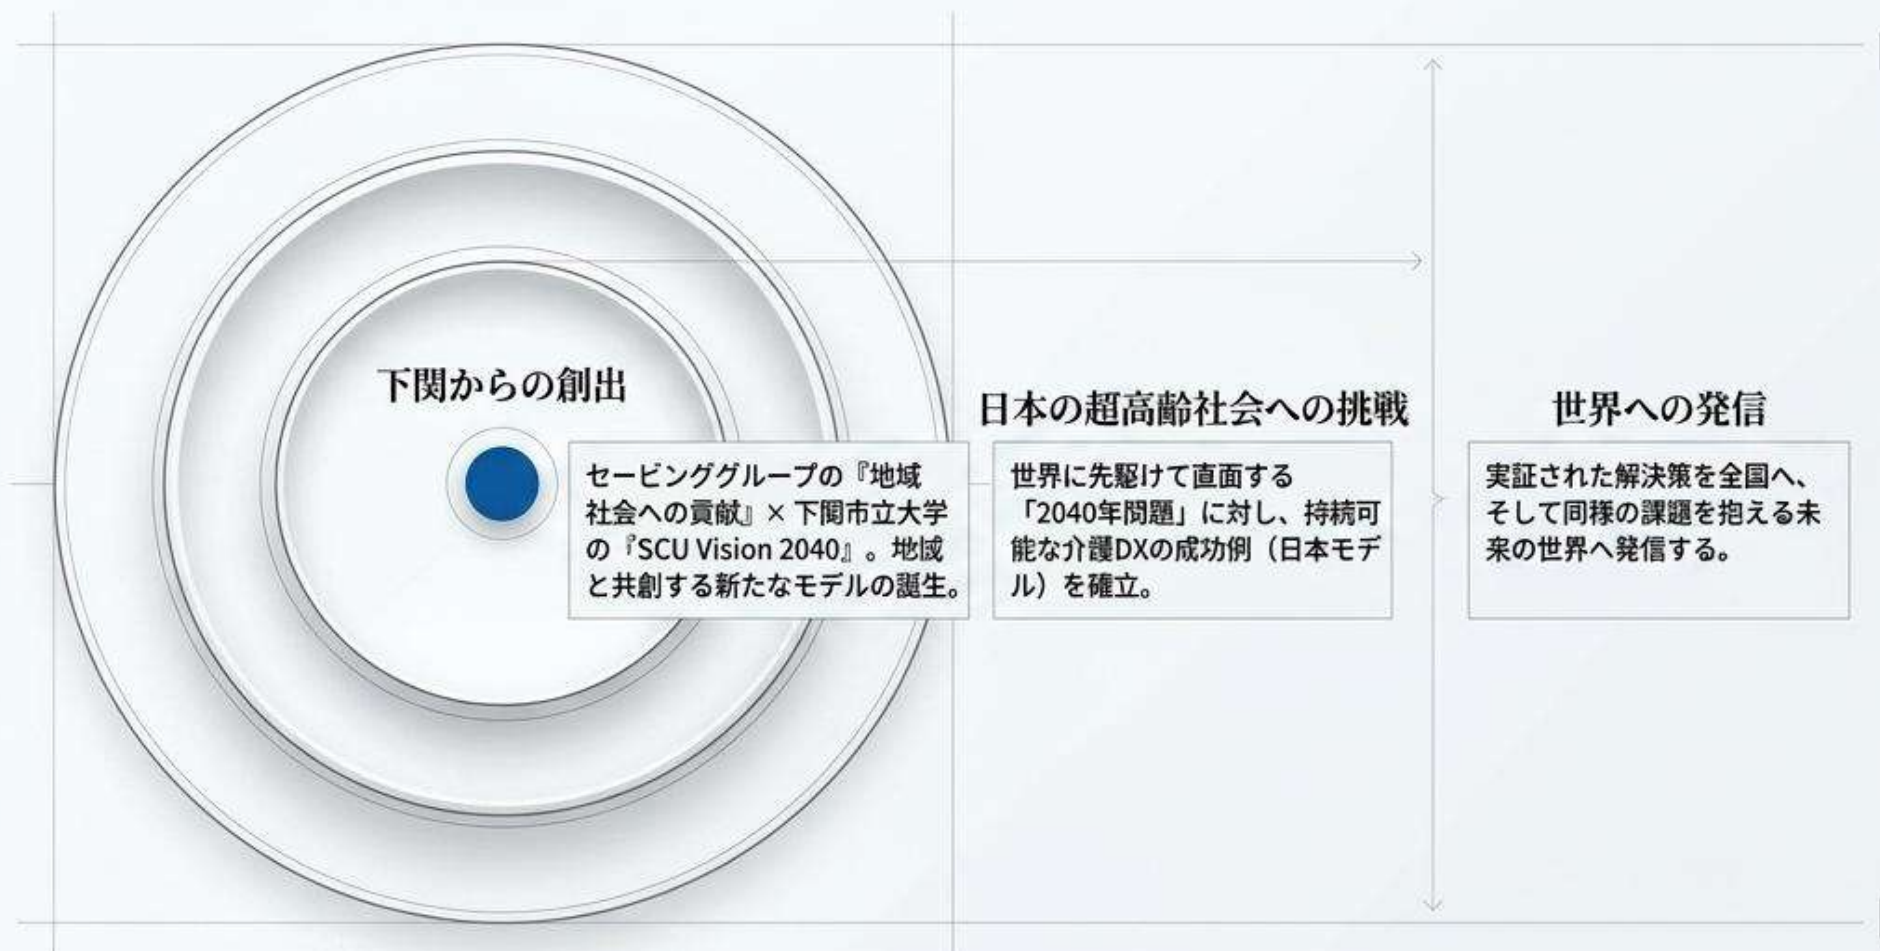 下関からの創出
セービンググループの『地域
社会への貢献』× 下関市立大学
の『SCU Vision 2040』。地域
と共創する新たなモデルの誕生。
日本の超高齢社会への挑戦
世界に先駆けて直面する
「2040年問題」に対し、持続可
能な介護DXの成功例（日本モデ
ル）を確立。
世界への発信
実証された解決策を全国へ、
そして同様の課題を抱える未
来の世界へ発信する。